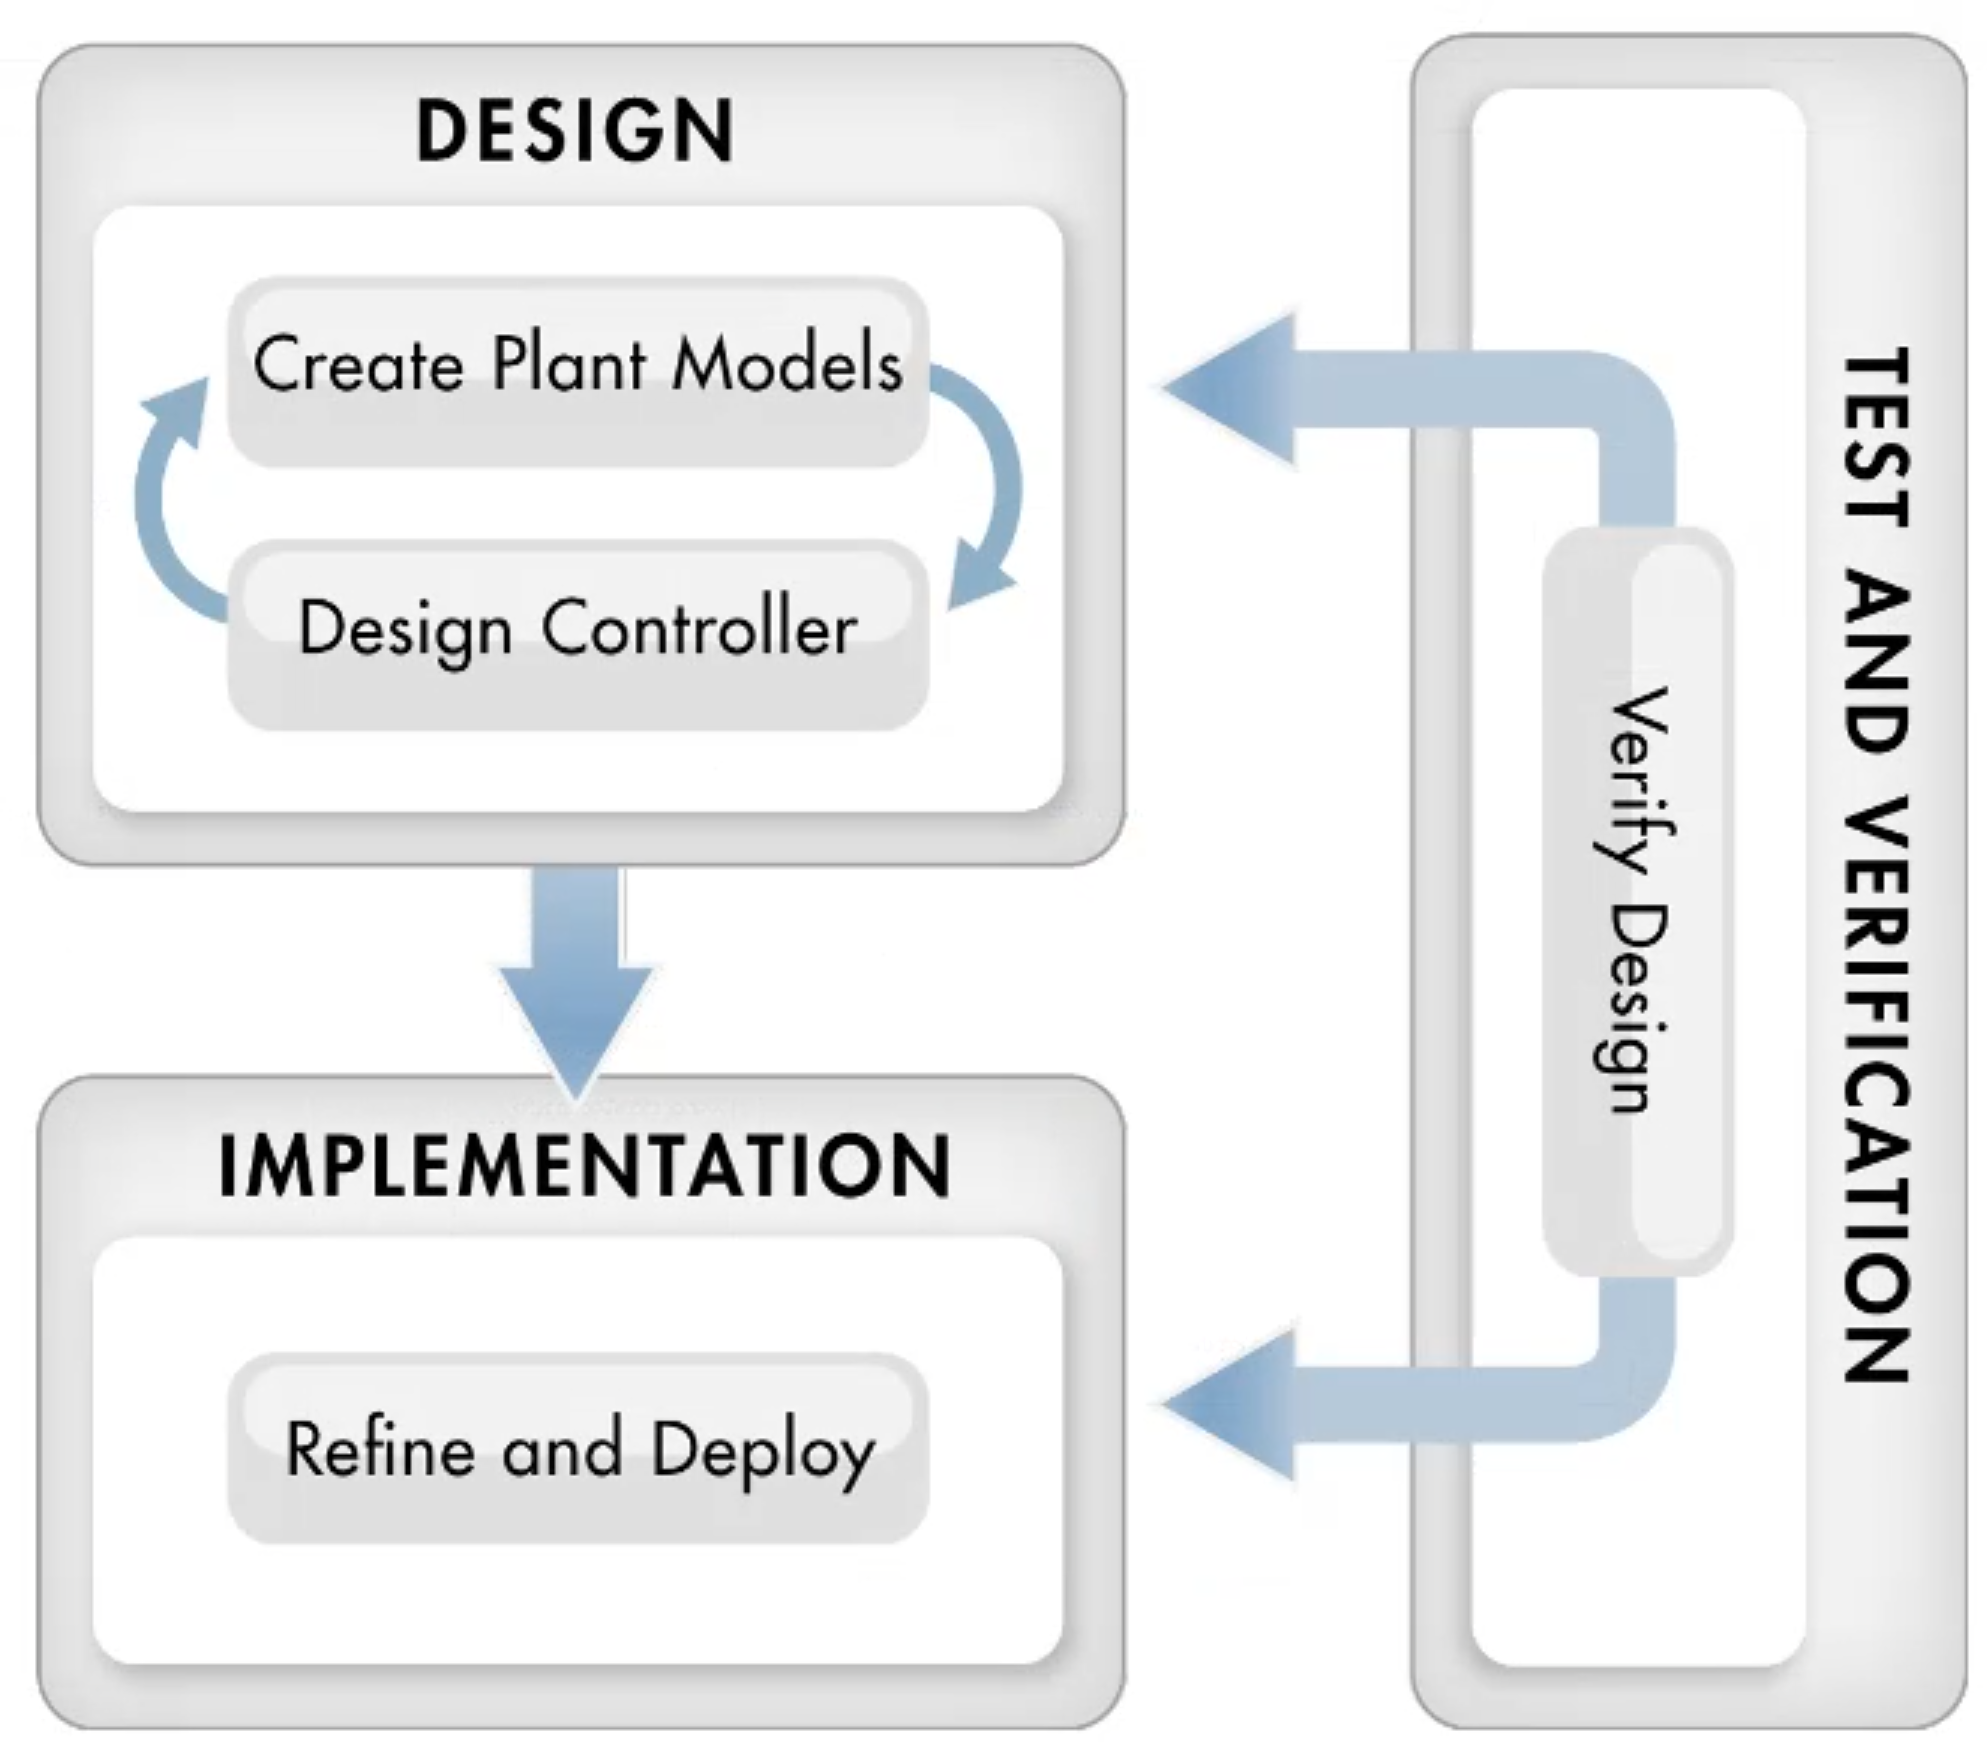 DESIGN
Create Plant Models
Design Controller
IMPLEMENTATION
Refine and Deploy
Verify Design
TEST AND VERIFICATION